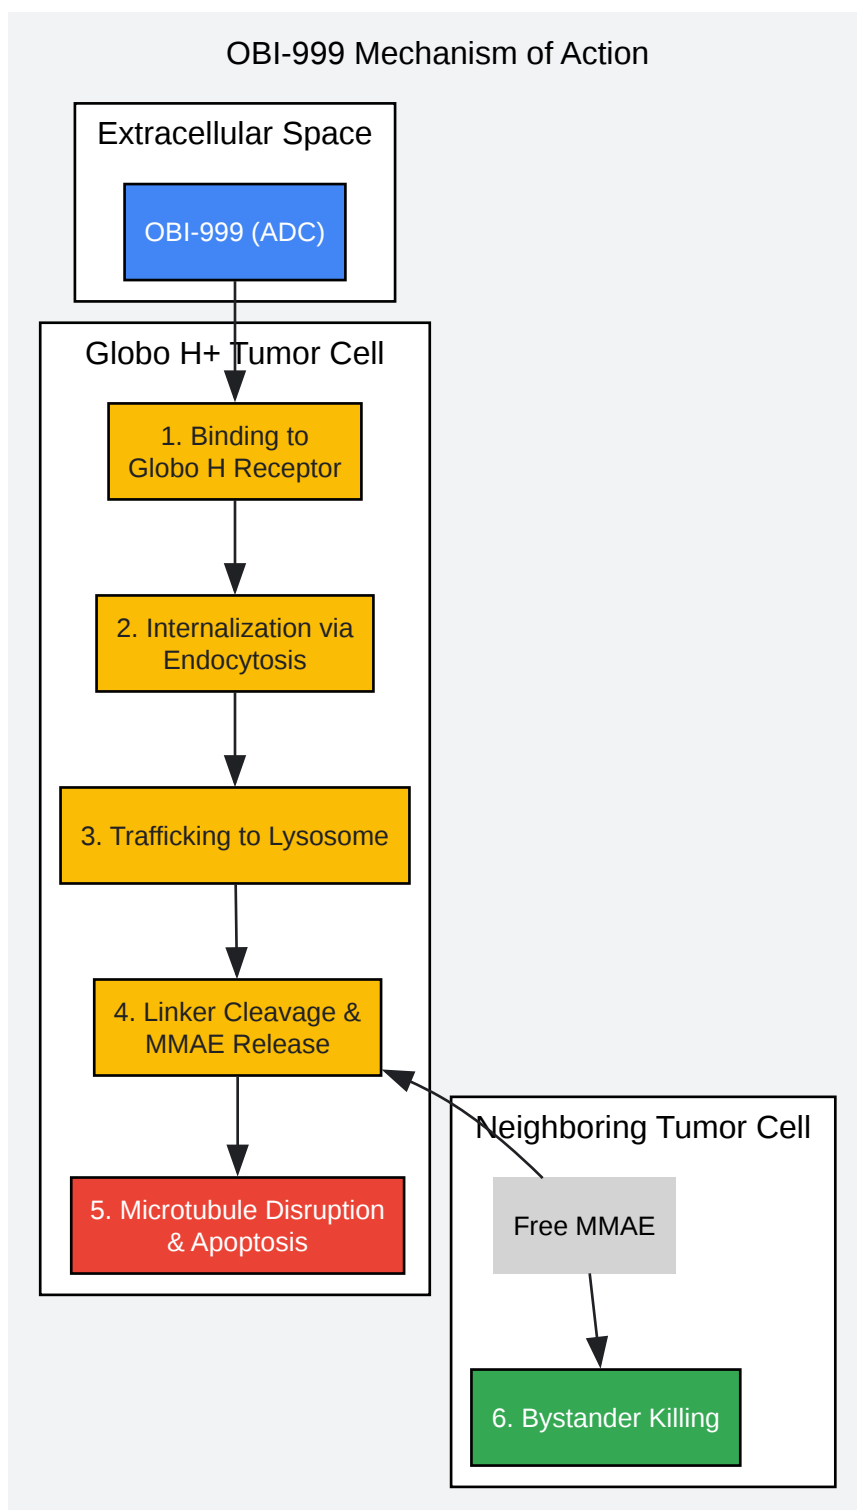 OBI-999 Mechanism of Action
Extracellular Space
OBI-999 (ADC)
Globo H+ Tumor Cell
1. Binding to
Globo H Receptor
2. Internalization via
Endocytosis
3. Trafficking to Lysosome
4. Linker Cleavage &
MMAE Release
5. Microtubule Disruption
& Apoptosis
Neighboring Tumor Cell
Free MMAE
6. Bystander Killing